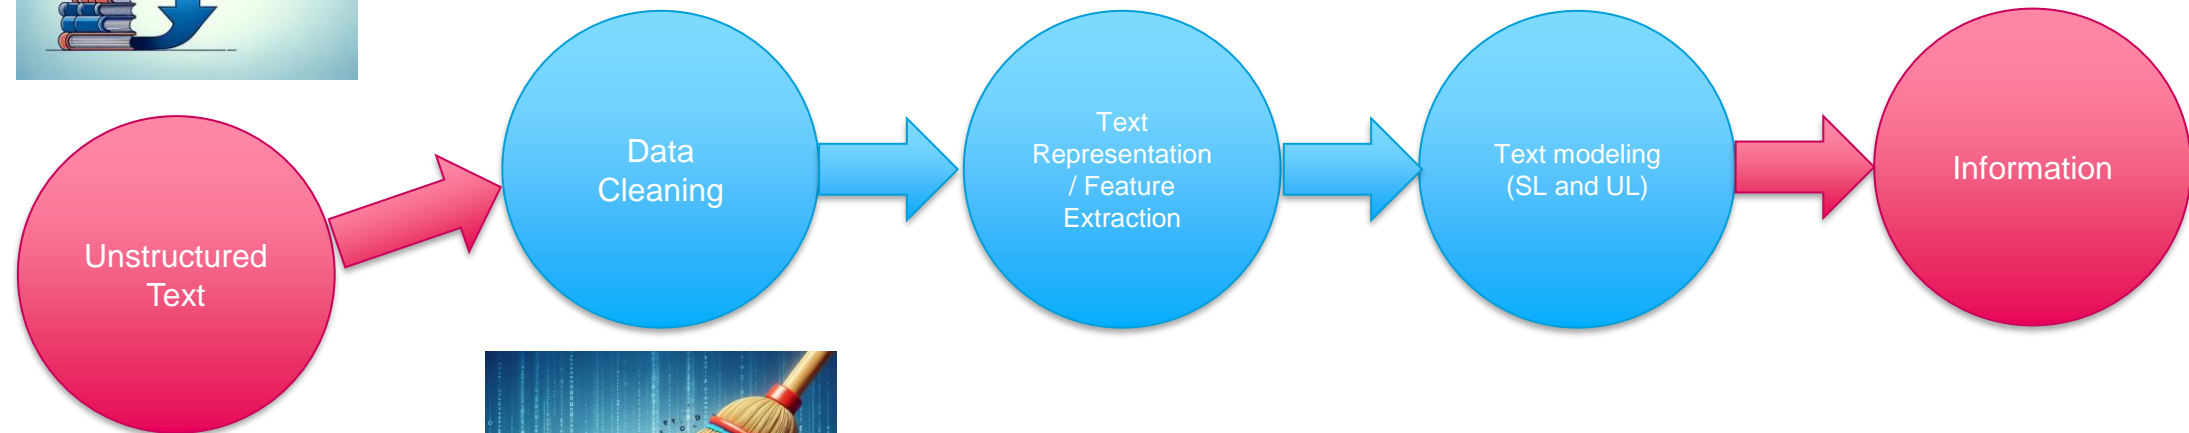 Unstructured
Text
Data
Cleaning
Text
Representation
/ Feature
Extraction
Text modeling
(SL and UL)
Information